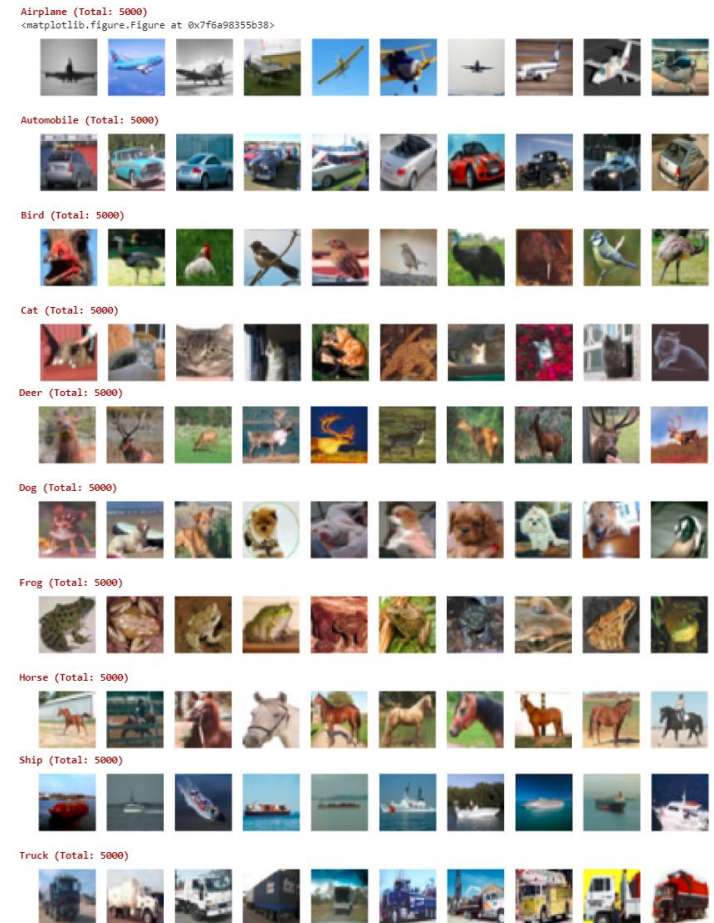 Airplane (Total: 5000)
<matplotlib.figure.Figure at 0x7f6a98355b38>
Automobile (Total: 5000)
Bird (Total: 5000)
Cat (Total: 5000)
Deer (Total: 5000)
Dog (Total: 5000)
Frog (Total: 5000)
Horse (Total: 5000)
Ship (Total: 5000)
Truck (Total: 5000)